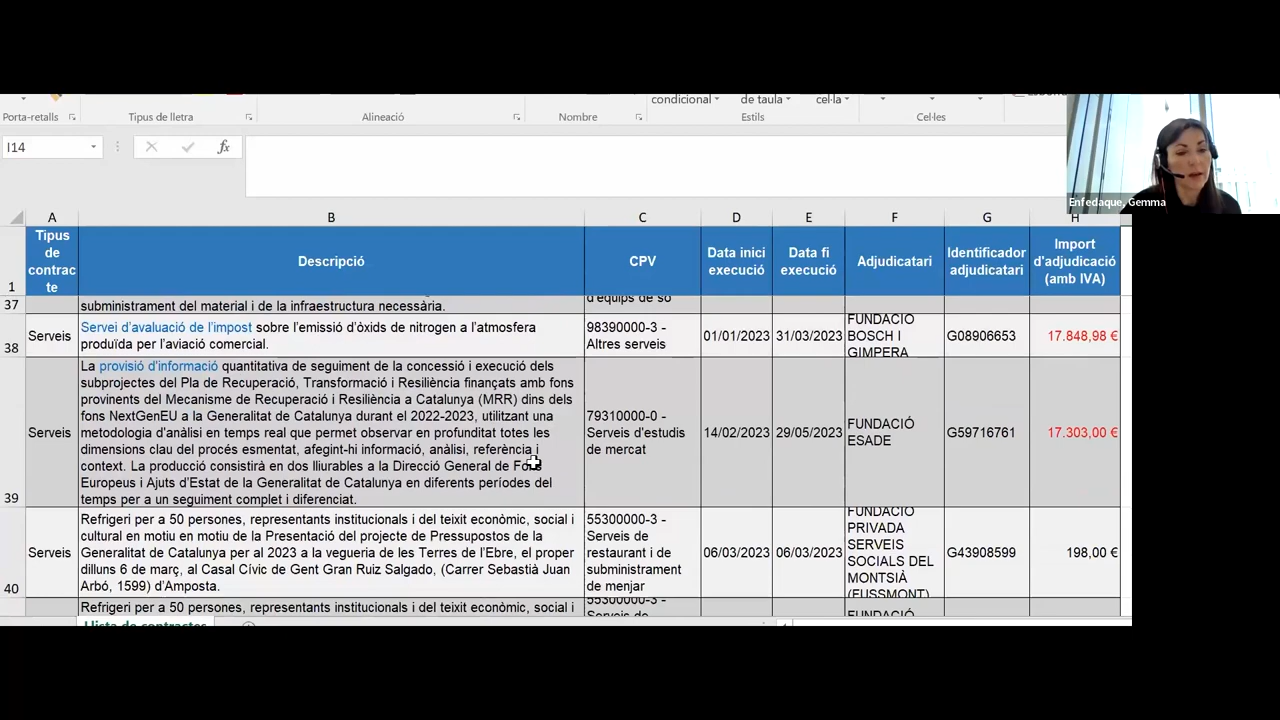 condicional
de taula
cel·la
Porta-retalls
Tipus de lletra
Alineació
Nombre
Estils
Cel·les
I14
fx
Enfedaque, Gemma
A
B
C
D
E
F
G
H
1
Tipus
de
contrac
te
Descripció
CPV
Data inici
execució
Data fi
execució
Adjudicatari
Identificador
adjudicatari
Import
d'adjudicació
(amb IVA)
37
subministrament del material i de la infraestructura necessària.
d'equips de so
38
Serveis
Servei d'avaluació de l'impost sobre l'emissió d'òxids de nitrogen a l'atmosfera
produïda per l'aviació comercial.
98390000-3 -
Altres serveis
01/01/2023
31/03/2023
FUNDACIÓ
BOSCH I
GIMPERA
G08906653
17.848,98 €
39
Serveis
La provisió d'informació quantitativa de seguiment de la concessió i execució dels
subprojectes del Pla de Recuperació, Transformació i Resiliència finançats amb fons
provinents del Mecanisme de Recuperació i Resiliència a Catalunya (MRR) dins dels
fons NextGenEU a la Generalitat de Catalunya durant el 2022-2023, utilitzant una
metodologia d'anàlisi en temps real que permet observar en profunditat totes les
dimensions clau del procés esmentat, afegint-hi informació, anàlisi, referència i
context. La producció consistirà en dos lliurables a la Direcció General de Fons
Europeus i Ajuts d'Estat de la Generalitat de Catalunya en diferents períodes del
temps per a un seguiment complet i diferenciat.
79310000-0 -
Serveis d'estudis
de mercat
14/02/2023
29/05/2023
FUNDACIÓ
ESADE
G59716761
17.303,00 €
40
Serveis
Refrigeri per a 50 persones, representants institucionals i del teixit econòmic, social i
cultural en motiu en motiu de la Presentació del projecte de Pressupostos de la
Generalitat de Catalunya per al 2023 a la vegueria de les Terres de l'Ebre, el proper
dilluns 6 de març, al Casal Cívic de Gent Gran Ruiz Salgado, (Carrer Sebastià Juan
Arbó, 1599) d'Amposta.
55300000-3 -
Serveis de
restaurant i de
subministrament
de menjar
06/03/2023
06/03/2023
FUNDACIÓ
PRIVADA
SERVEIS
SOCIALS DEL
MONTSIÀ
(FUSSMONT)
G43908599
198,00 €
Refrigeri per a 50 persones, representants institucionals i del teixit econòmic, social i
55300000-3 -
Serveis de
FUNDACIÓ
Llista de contractes